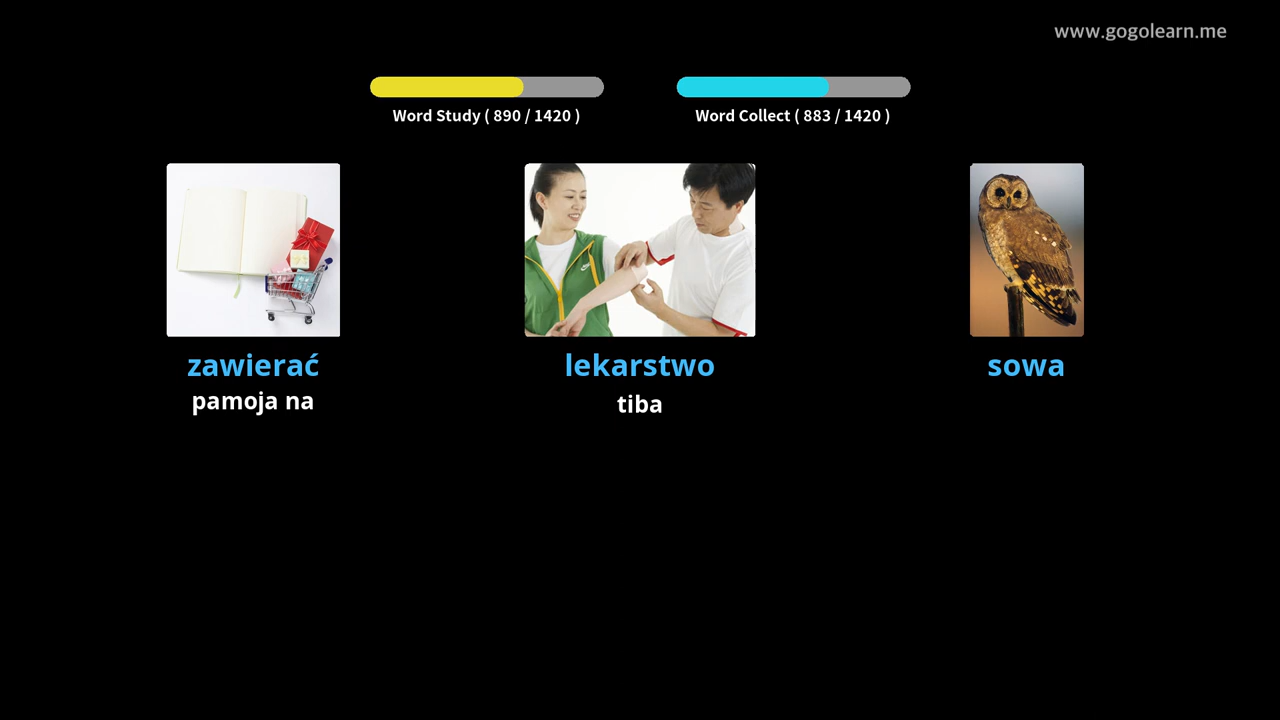 www.gogolearn.me
Word Study ( 890 / 1420 )
Word Collect ( 883 / 1420 )
zawierać
pamoja na
lekarstwo
tiba
sowa